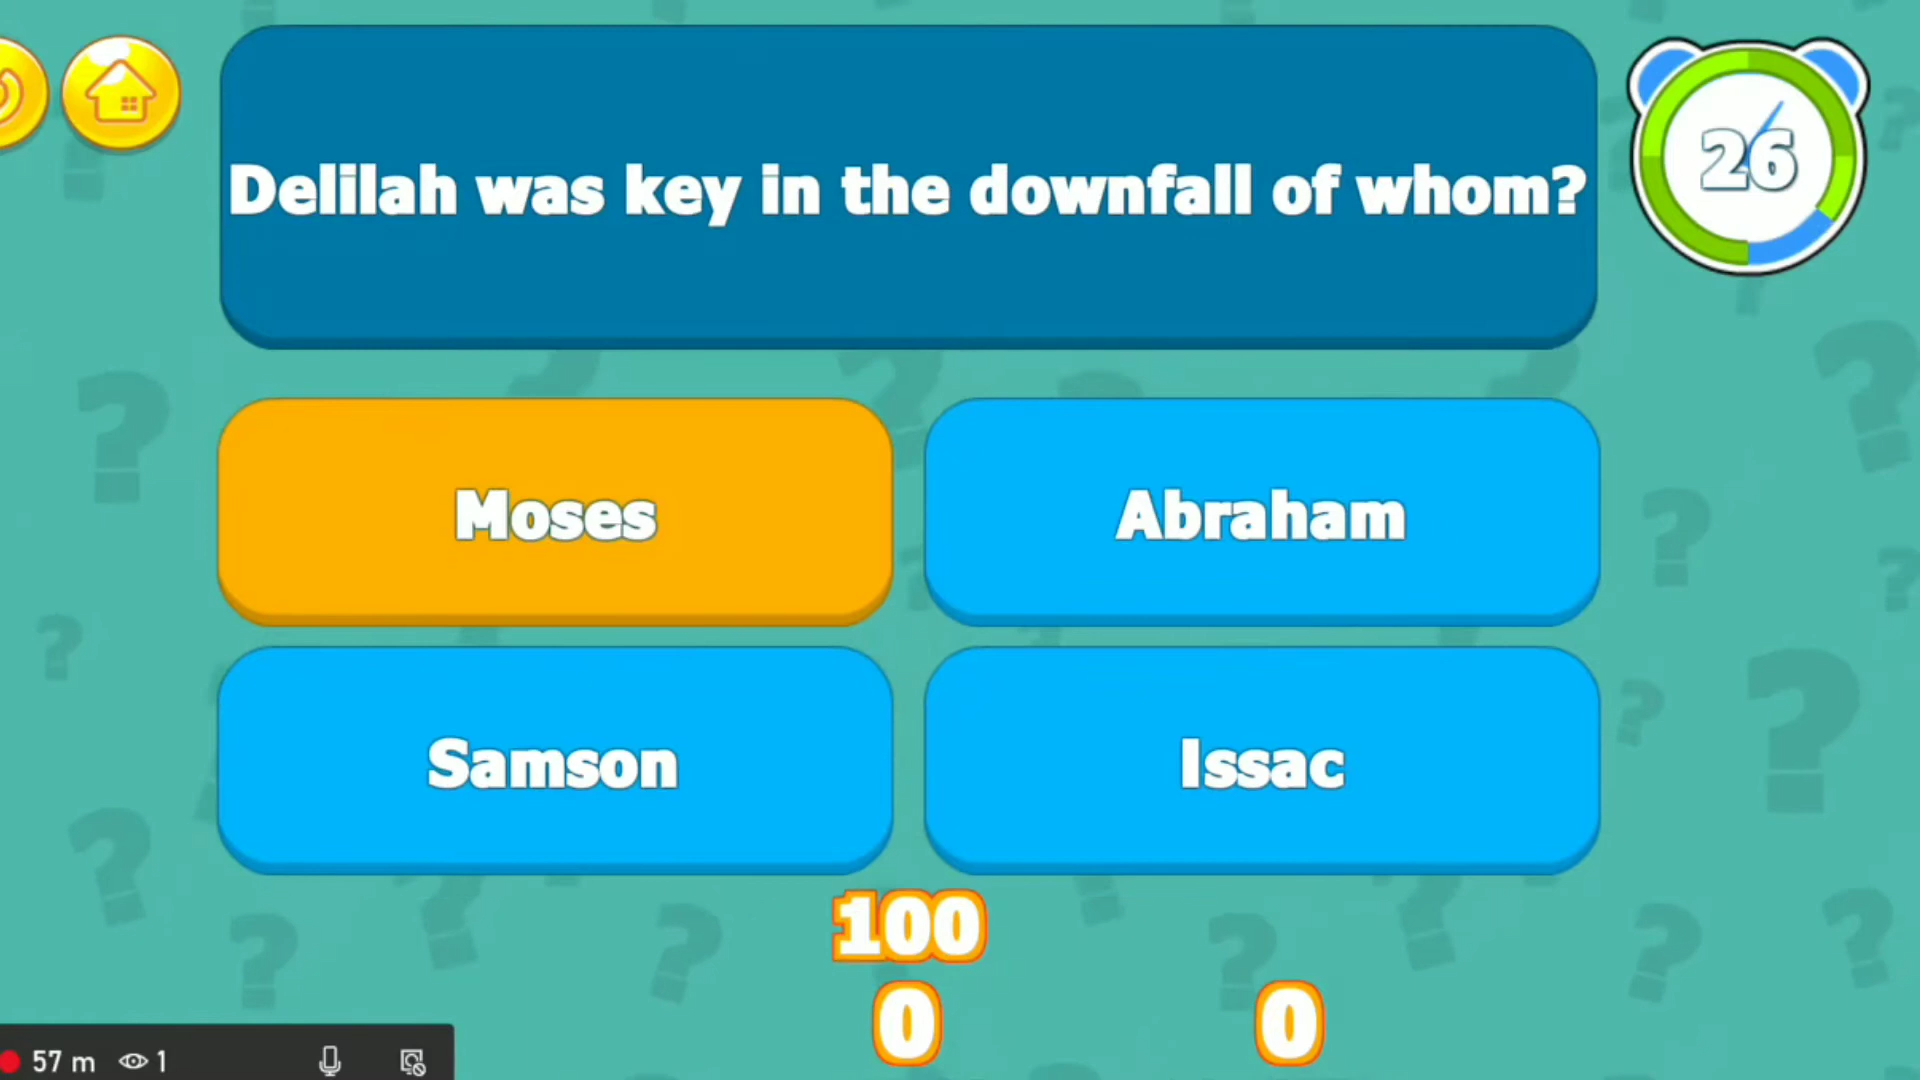 Delilah was key in the downfall of whom?
26
Moses
Abraham
Samson
Issac
100
0
0
57 m 1